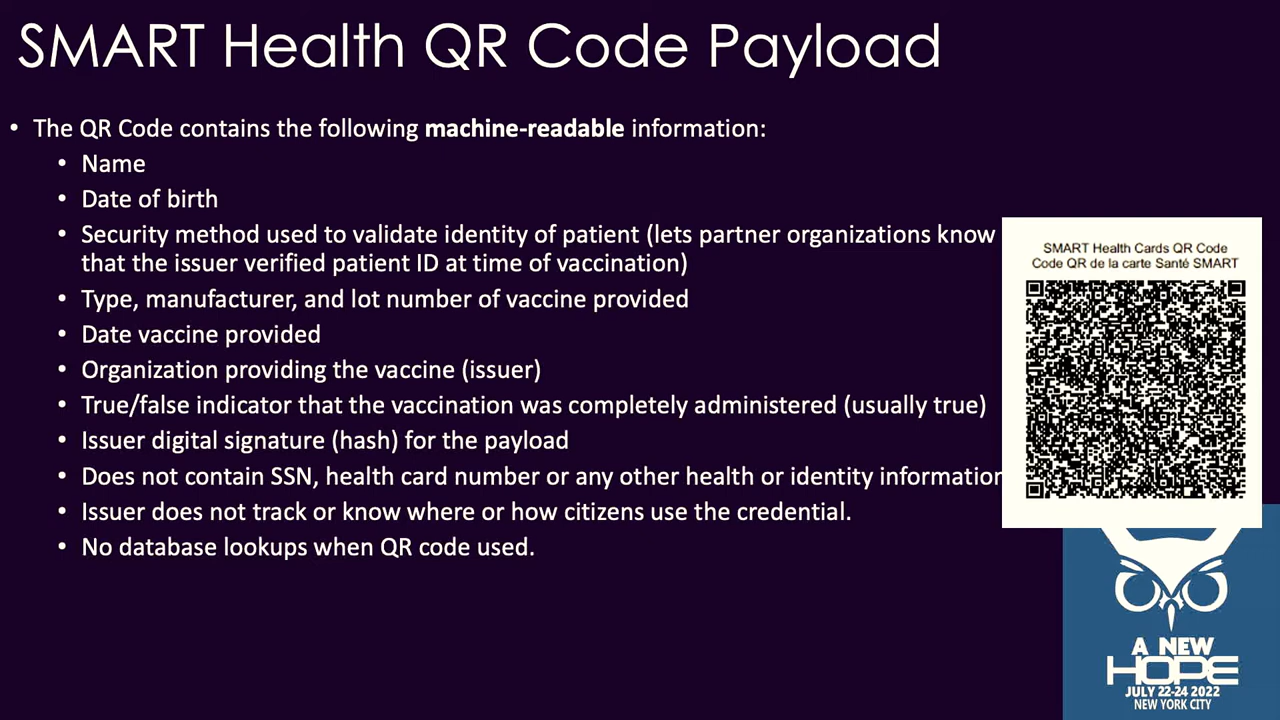 SMART Health QR Code Payload
• The QR Code contains the following machine-readable information:
• Name
• Date of birth
• Security method used to validate identity of patient (lets partner organizations know
that the issuer verified patient ID at time of vaccination)
• Type, manufacturer, and lot number of vaccine provided
• Date vaccine provided
• Organization providing the vaccine (issuer)
• True/false indicator that the vaccination was completely administered (usually true)
• Issuer digital signature (hash) for the payload
• Does not contain SSN, health card number or any other health or identity information
• Issuer does not track or know where or how citizens use the credential.
• No database lookups when QR code used.
SMART Health Cards QR Code
Code QR de la carte Santé SMART
A NEW
HOPE
JULY 22-24 2022
NEW YORK CITY